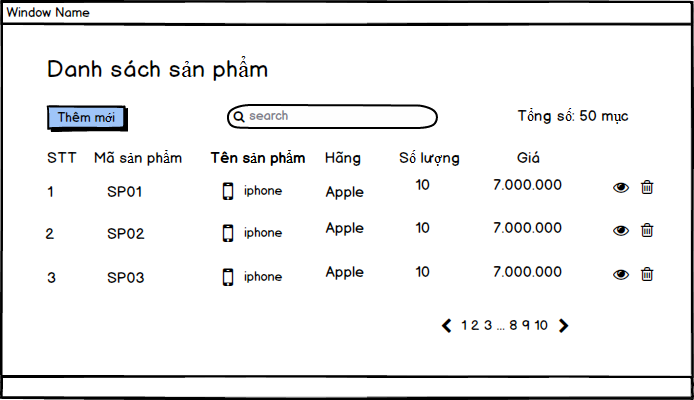 Window Name
Danh sách sản phẩm
Thêm mới search Tổng số: 50 mục
STT Mã sản phẩm Tên sản phẩm Hãng Số lượng Giá
1 SP01 iphone Apple 10 7.000.000
2 SP02 iphone Apple 10 7.000.000
3 SP03 iphone Apple 10 7.000.000
1 2 3 ... 8 9 10